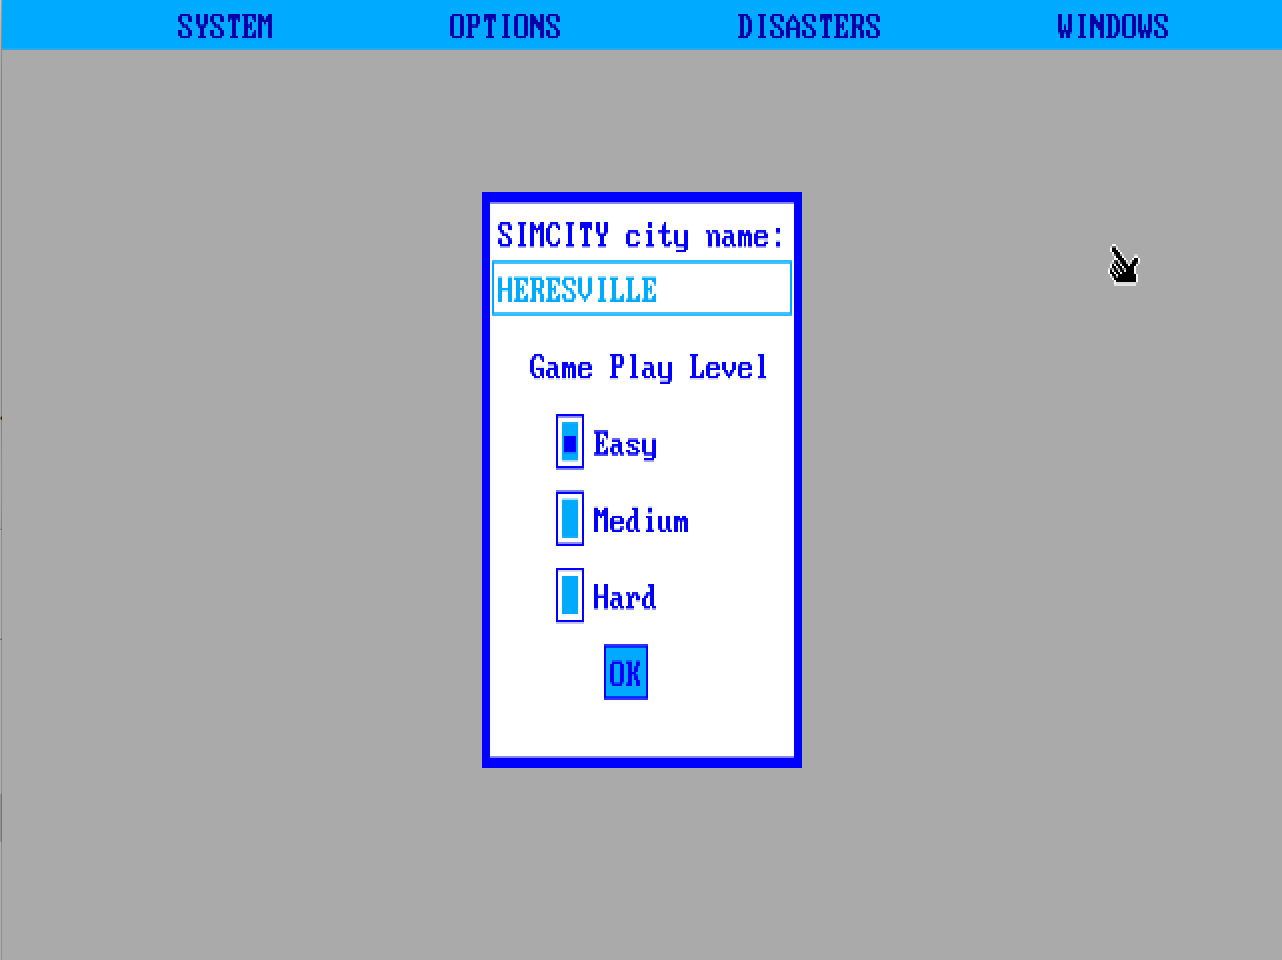 SYSTEM OPTIONS DISASTERS WINDOWS
SIMCITY city name:
HERESVILLE
Game Play Level
Easy
Medium
Hard
OK